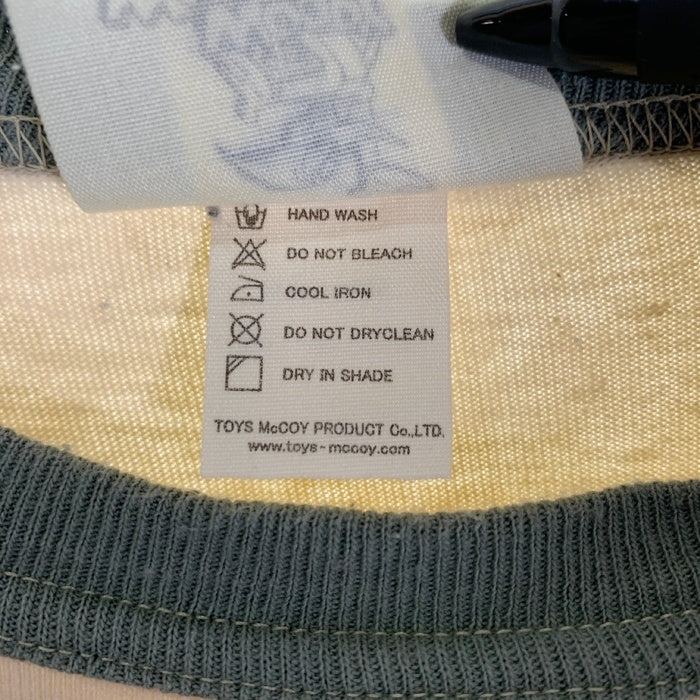 HAND WASH
DO NOT BLEACH
COOL IRON
DO NOT DRYCLEAN
DRY IN SHADE
TOYS McCOY PRODUCT Co.,LTD.
www.toys-mccoy.com